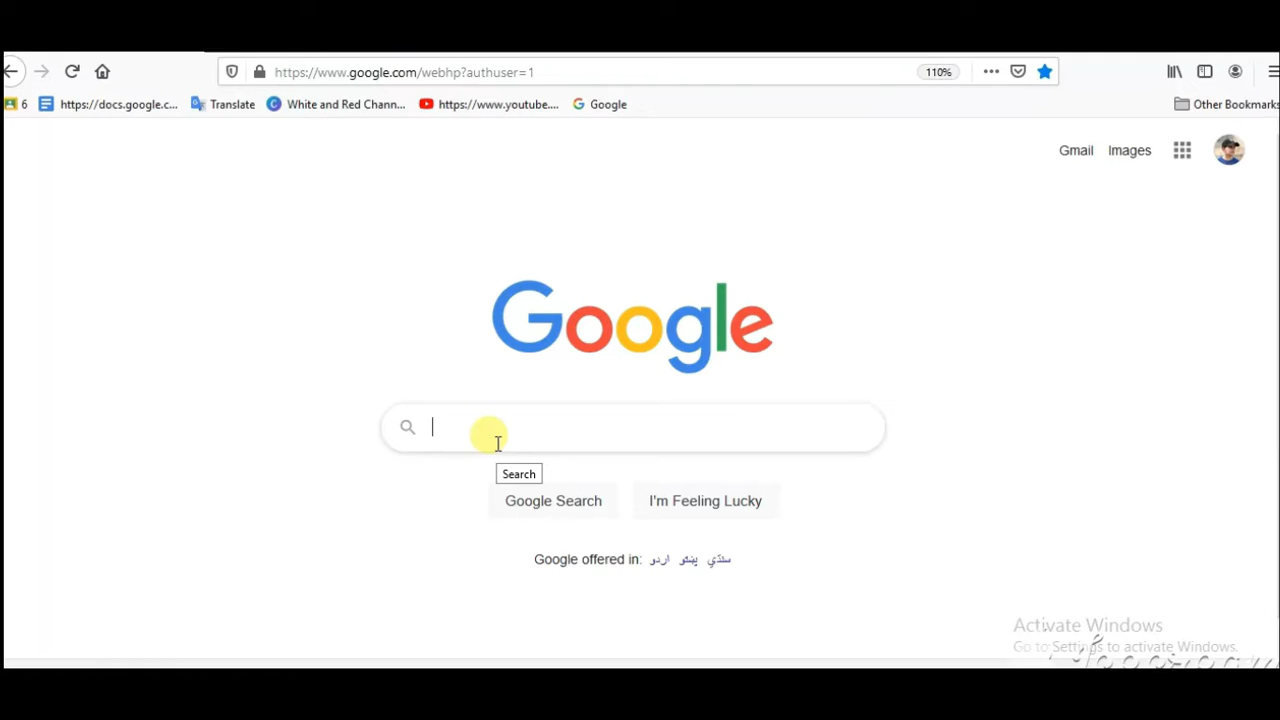 https://www.google.com/webhp?authuser=1
110%
6
https://docs.google.c...
Translate
White and Red Chann...
https://www.youtube....
Google
Other Bookmarks
Gmail
Images
Google
Search
Google Search
I'm Feeling Lucky
Google offered in: اردو پښتو سنڌي
Activate Windows
Go to Settings to activate Windows.